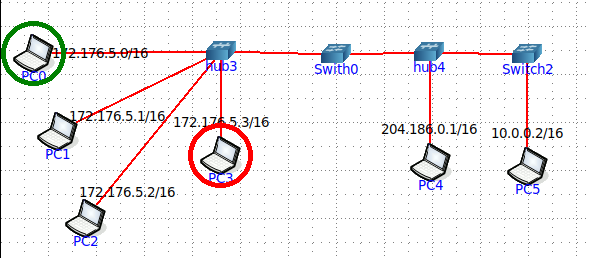 172.176.5.0/16
PC0
hub3
Swith0
hub4
Switch2
172.176.5.1/16
PC1
172.176.5.3/16
PC3
204.186.0.1/16
PC4
10.0.0.2/16
PC5
172.176.5.2/16
PC2